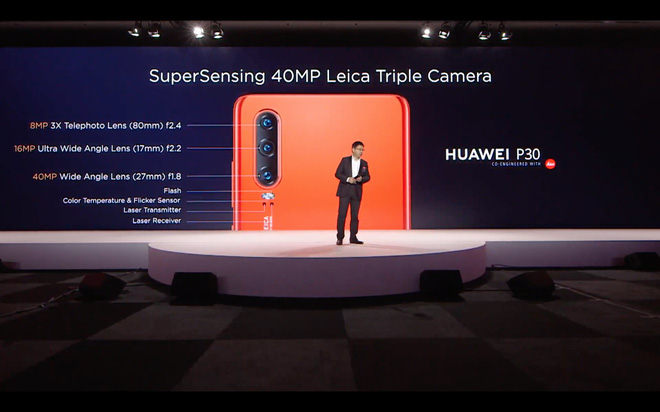 SuperSensing 40MP Leica Triple Camera
8MP 3X Telephoto Lens (80mm) f2.4
16MP Ultra Wide Angle Lens (17mm) f2.2
40MP Wide Angle Lens (27mm) f1.8
Flash
Color Temperature & Flicker Sensor
Laser Transmitter
Laser Receiver
HUAWEI P30
CO-ENGINEERED WITH